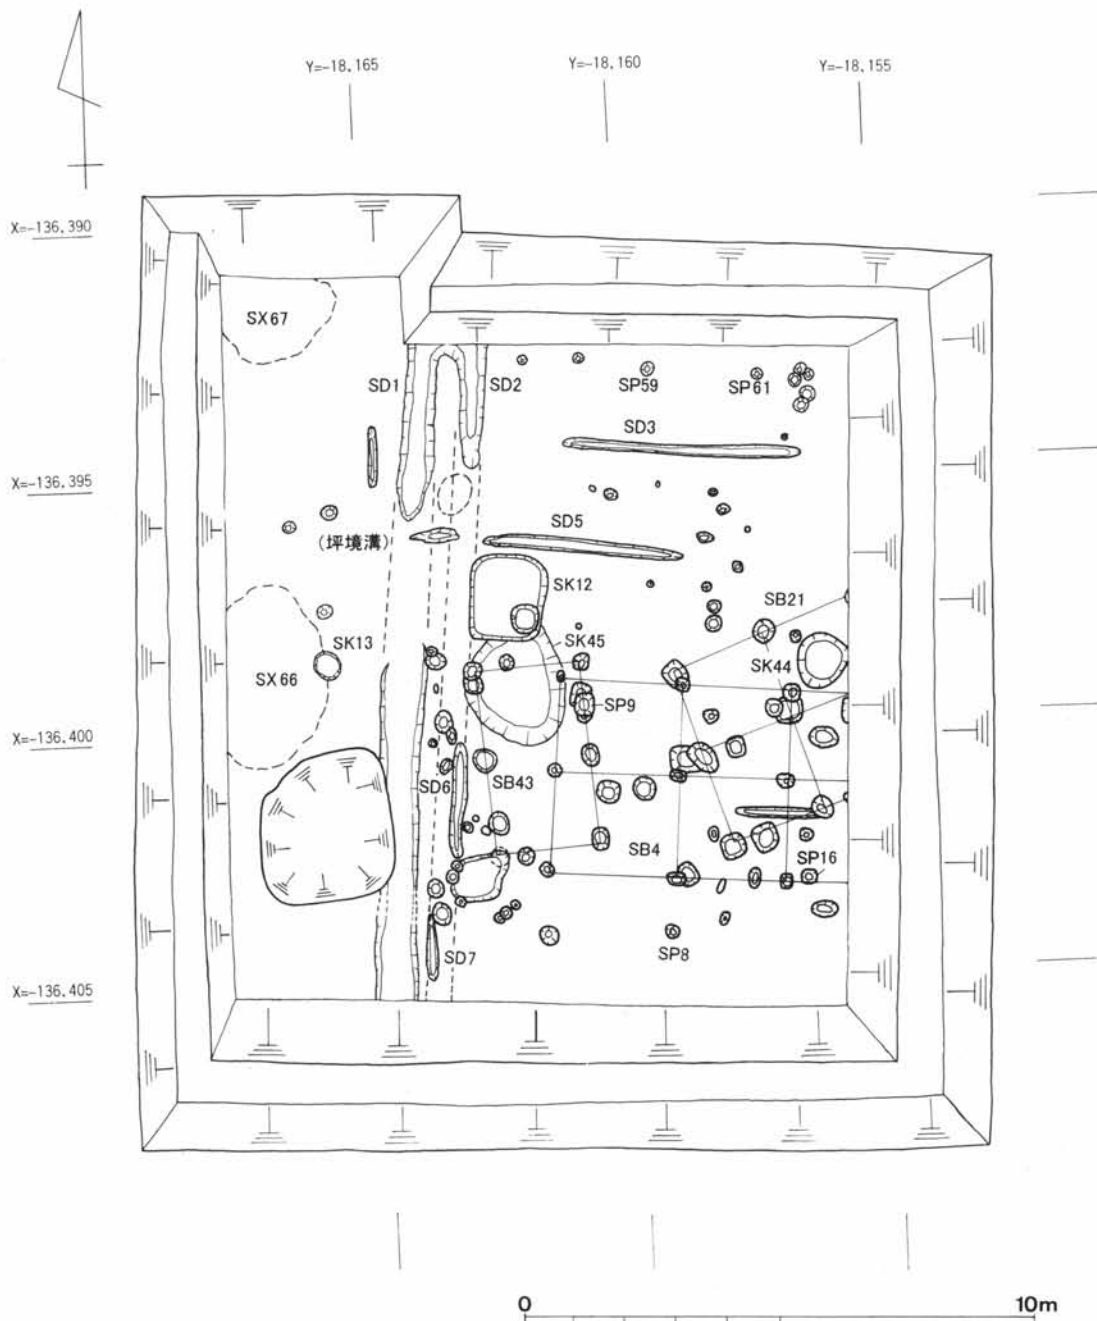 Y=-18.165 Y=-18.160 Y=-18.155
X=-136.390
SX67
SD1 SD2 SP59 SP61
SD3
X=-136.395
(坪境溝) SD5
SK12
SB21
SK13 SK45
SX66 SK44
SP9
X=-136.400
SD6 SB43
SB4
SP16
SD7 SP8
X=-136.405
0 10m